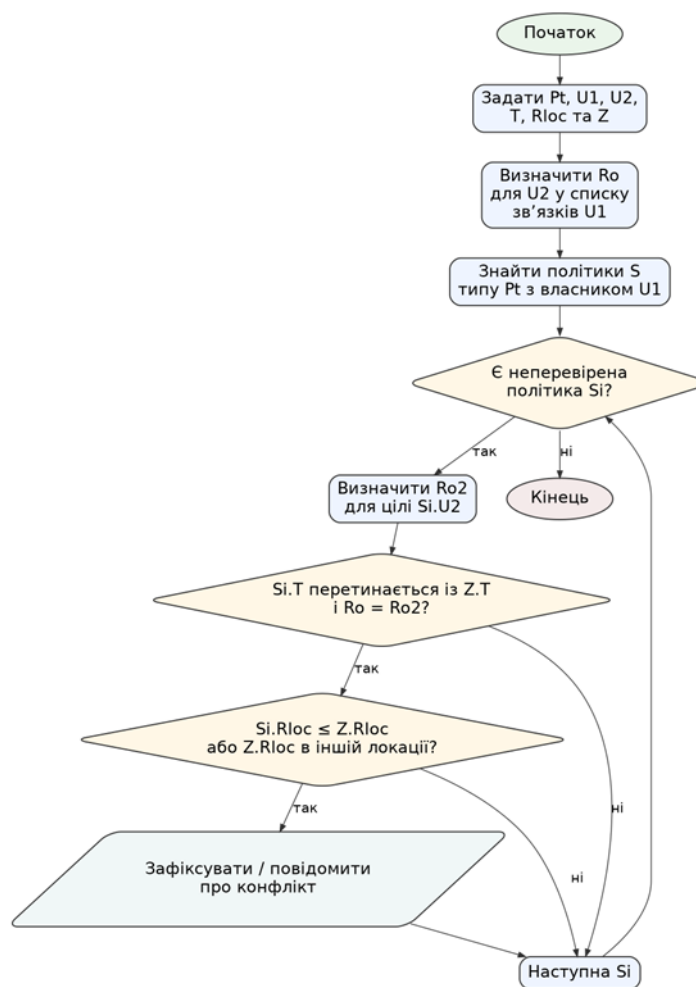 Початок
Задати Pt, U1, U2,
T, Rloc та Z
Визначити Ro
для U2 у списку
зв’язків U1
Знайти політики S
типу Pt з власником U1
Є неперевірена
політика Si?
так
ні
Визначити Ro2
для цілі Si.U2
Кінець
Si.T перетинається із Z.T
і Ro = Ro2?
так
Si.Rloc ≤ Z.Rloc
або Z.Rloc в іншій локації?
так
ні
Зафіксувати / повідомити
про конфлікт
ні
Наступна Si